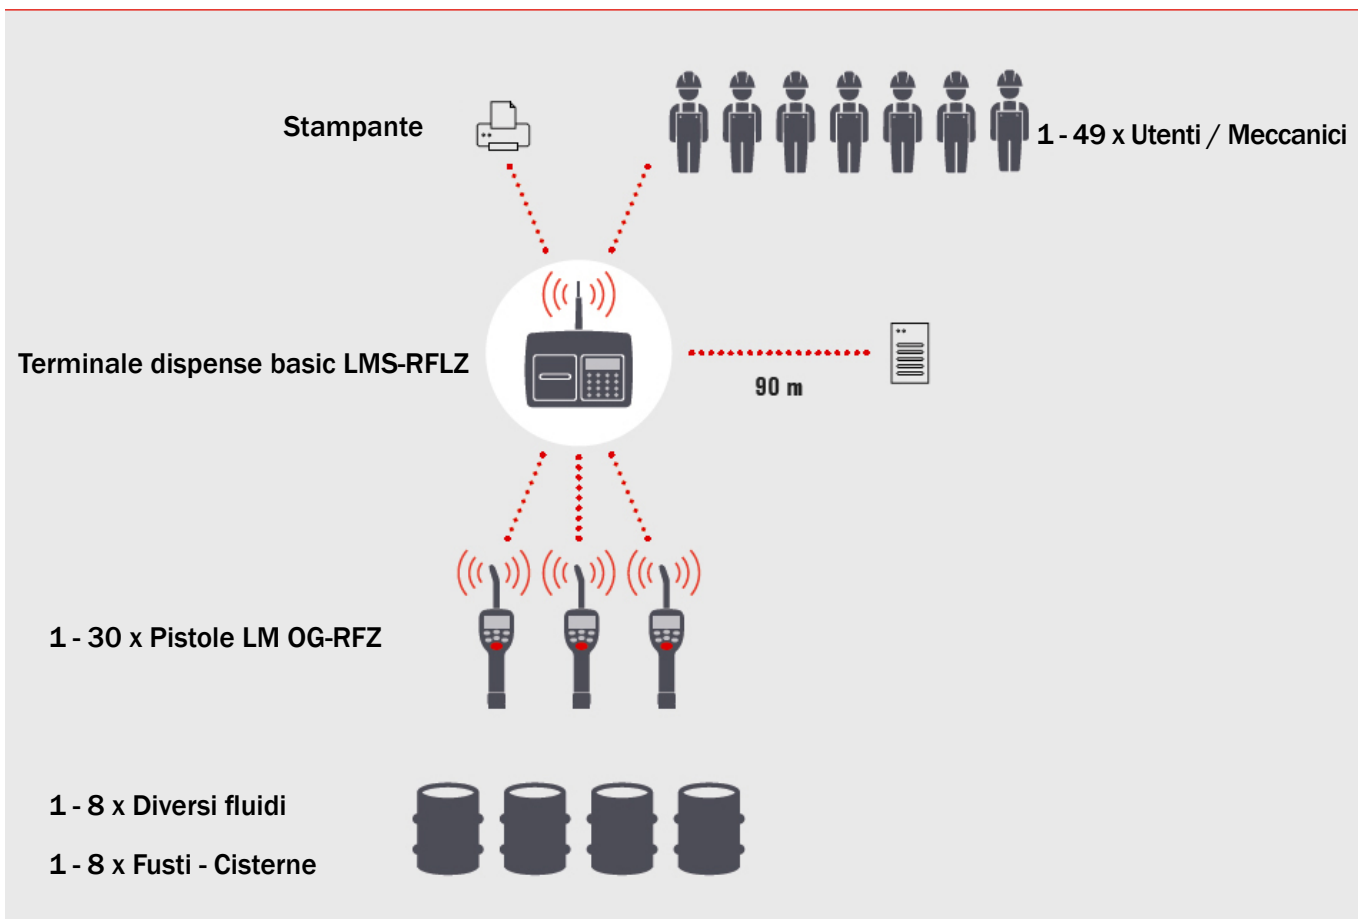 Stampante
1 - 49 x Utenti / Meccanici
Terminale dispense basic LMS-RFLZ
90 m
1 - 30 x Pistole LM OG-RFZ
1 - 8 x Diversi fluidi
1 - 8 x Fusti - Cisterne